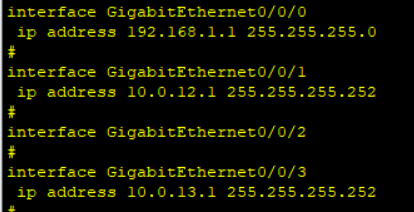 interface GigabitEthernet0/0/0
 ip address 192.168.1.1 255.255.255.0
#
interface GigabitEthernet0/0/1
 ip address 10.0.12.1 255.255.255.252
#
interface GigabitEthernet0/0/2
#
interface GigabitEthernet0/0/3
 ip address 10.0.13.1 255.255.255.252
#